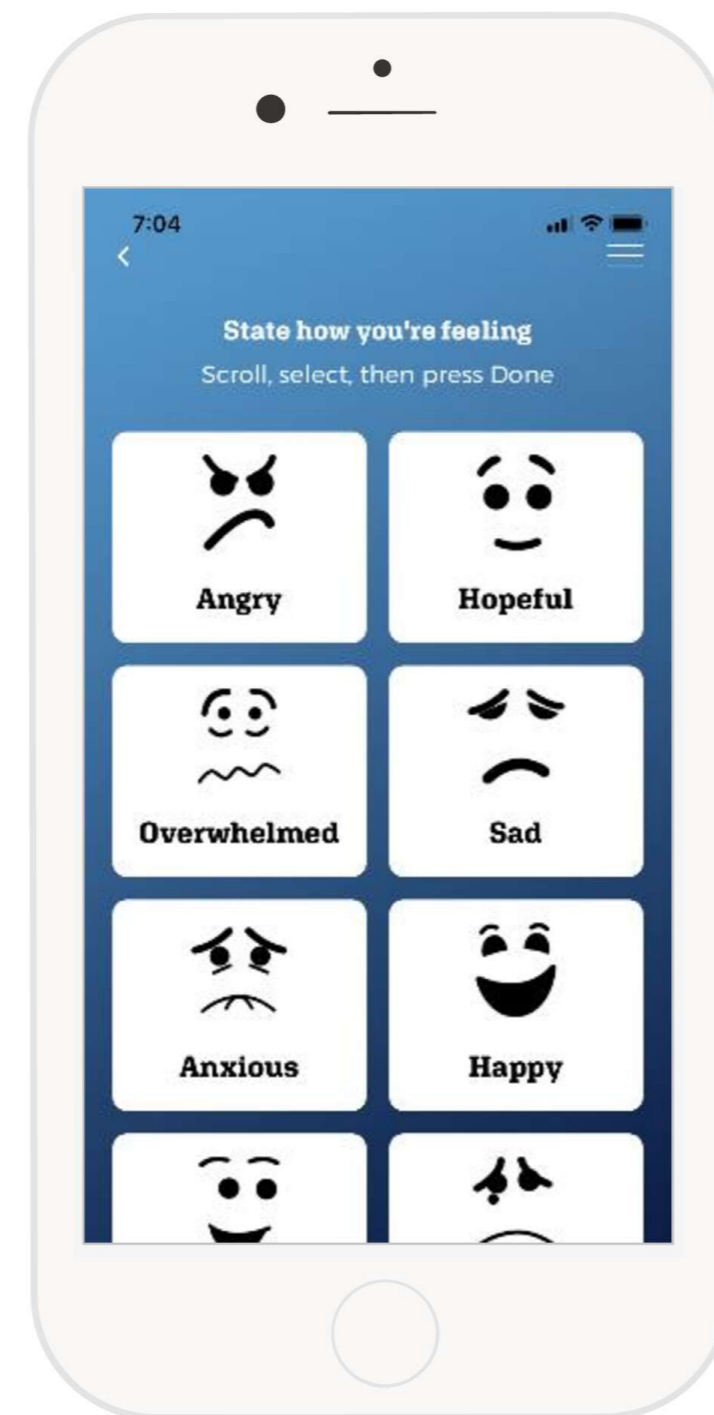 7:04
State how you're feeling
Scroll, select, then press Done
Angry
Hopeful
Overwhelmed
Sad
Anxious
Happy